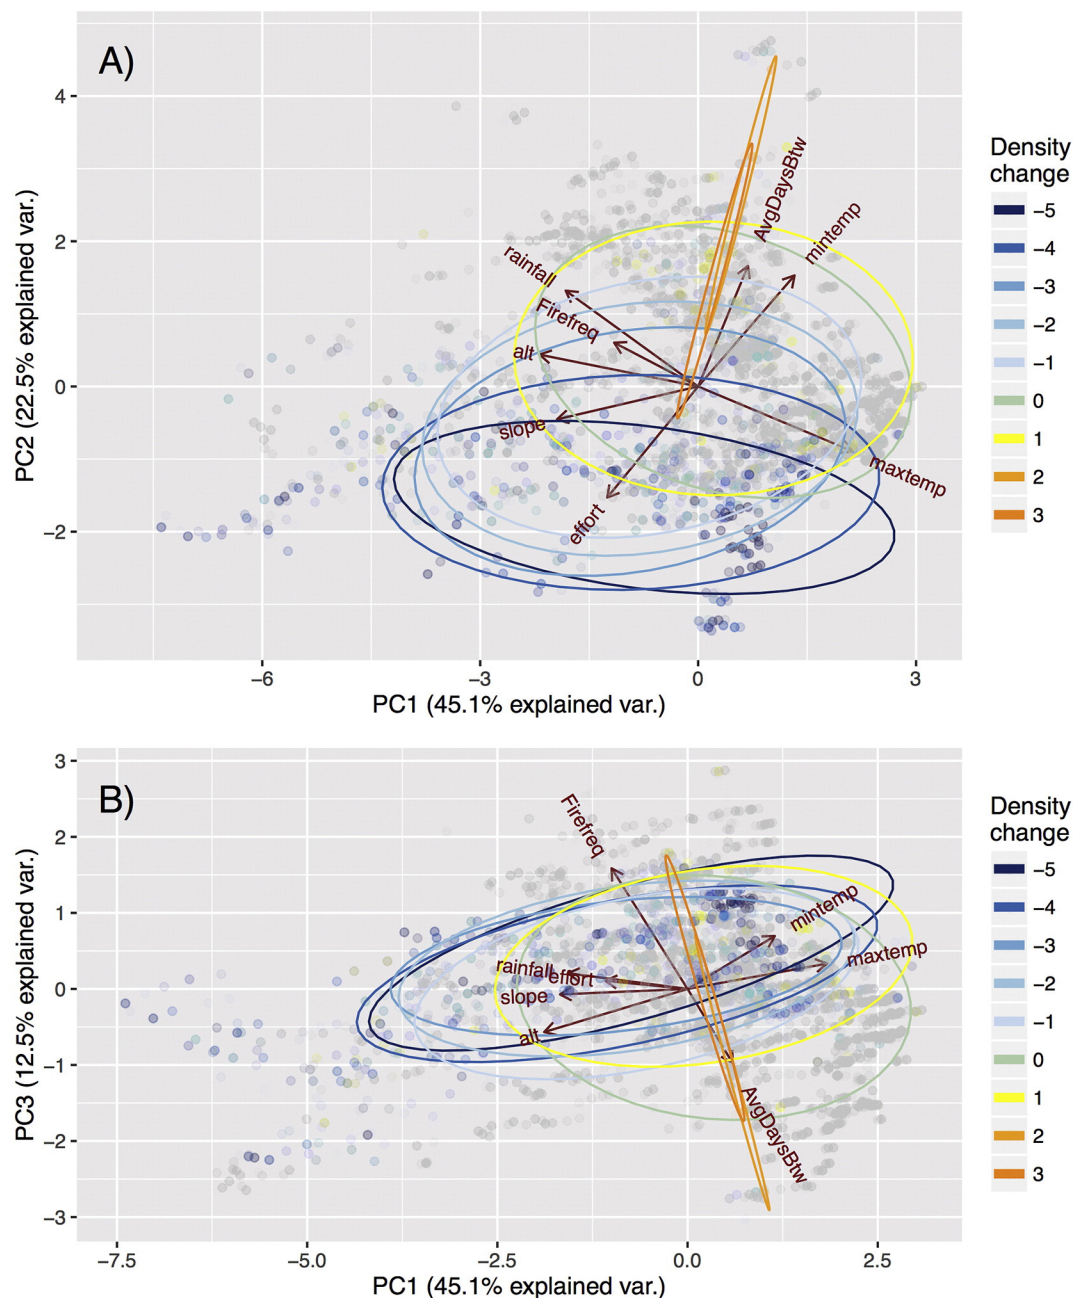 A)
Density
change
−5
−4
−3
−2
−1
0
1
2
3
AvgDaysBtw
mintemp
rainfall
Firefreq
alt
slope
effort
maxtemp
4
2
0
−2
PC2 (22.5% explained var.)
−6
−3
0
3
PC1 (45.1% explained var.)
B)
Density
change
−5
−4
−3
−2
−1
0
1
2
3
Firefreq
mintemp
maxtemp
rainfall
effort
slope
alt
AvgDaysBtw
3
2
1
0
−1
−2
−3
PC3 (12.5% explained var.)
−7.5
−5.0
−2.5
0.0
2.5
PC1 (45.1% explained var.)